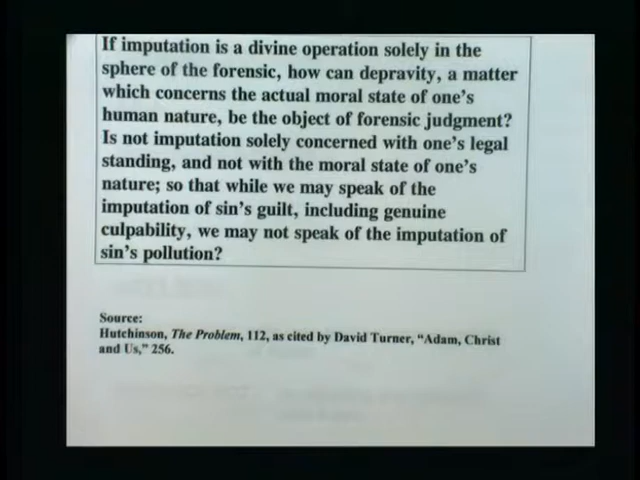 If imputation is a divine operation solely in the
sphere of the forensic, how can depravity, a matter
which concerns the actual moral state of one's
human nature, be the object of forensic judgment?
Is not imputation solely concerned with one's legal
standing, and not with the moral state of one's
nature; so that while we may speak of the
imputation of sin's guilt, including genuine
culpability, we may not speak of the imputation of
sin's pollution?
Source:
Hutchinson, The Problem, 112, as cited by David Turner, “Adam, Christ
and Us,” 256.